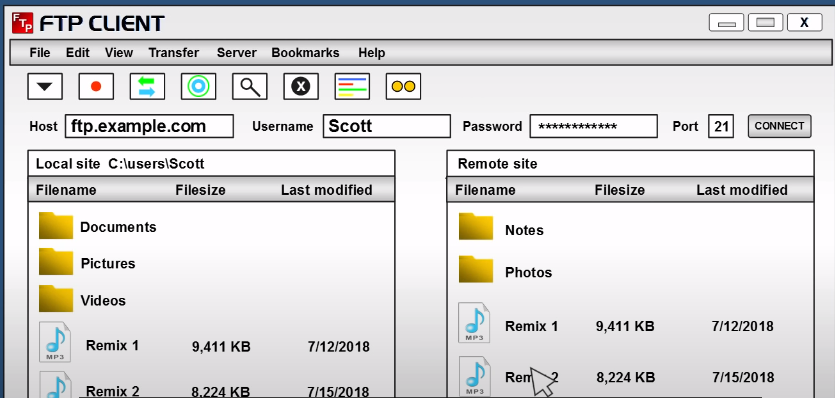 FTP FTP CLIENT X
File Edit View Transfer Server Bookmarks Help
X
Host ftp.example.com Username Scott Password ************ Port 21 CONNECT
Local site C:\users\Scott
Filename Filesize Last modified
Documents
Pictures
Videos
MP3 Remix 1 9,411 KB 7/12/2018
Remix 2 8,224 KB 7/15/2018
Remote site
Filename Filesize Last modified
Notes
Photos
MP3 Remix 1 9,411 KB 7/12/2018
MP3 Rem 2 8,224 KB 7/15/2018